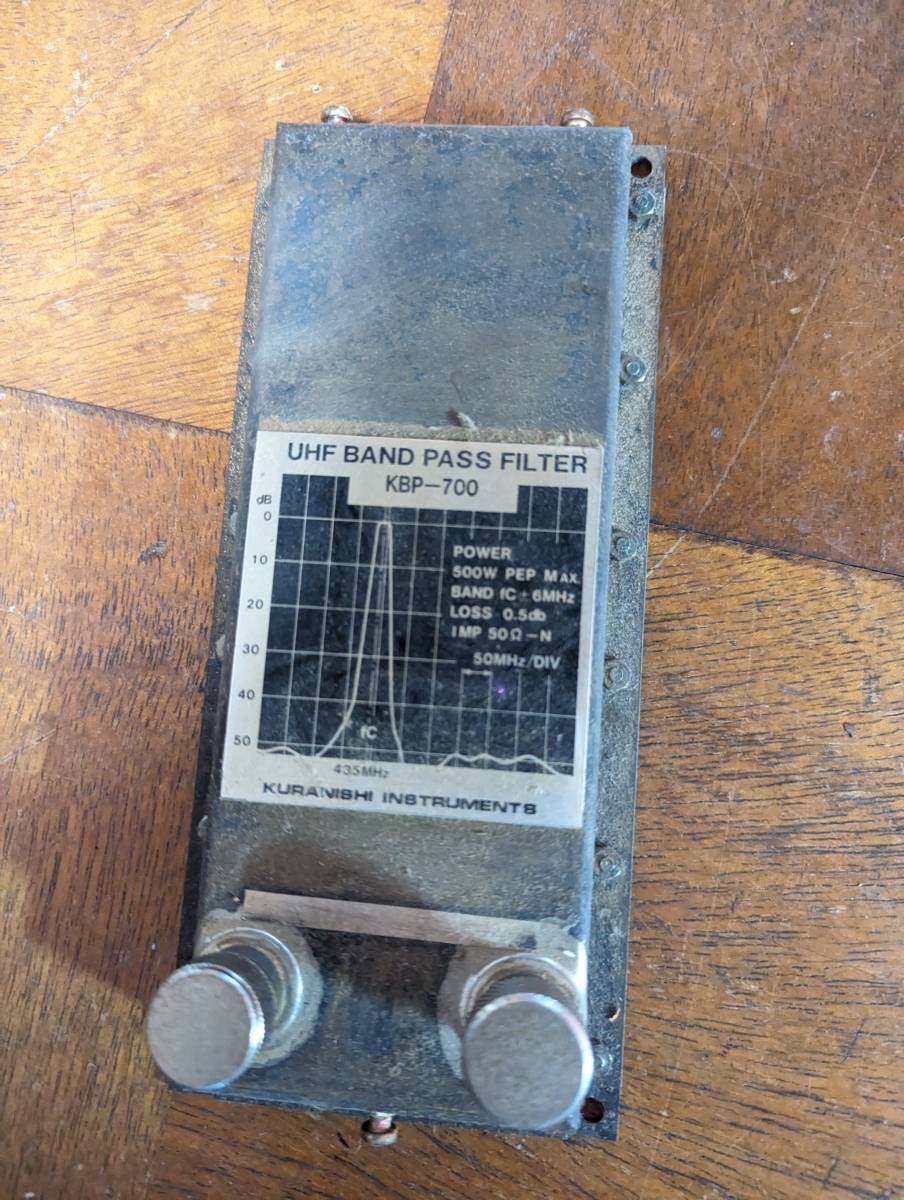 UHF BAND PASS FILTER
KBP-700
dB
0
10
20
30
40
50
POWER
500W PEP MAX.
BAND fC ± 6MHz
LOSS 0.5db
IMP 50Ω-N
50MHz/DIV
fC
435MHz
KURANISHI INSTRUMENTS